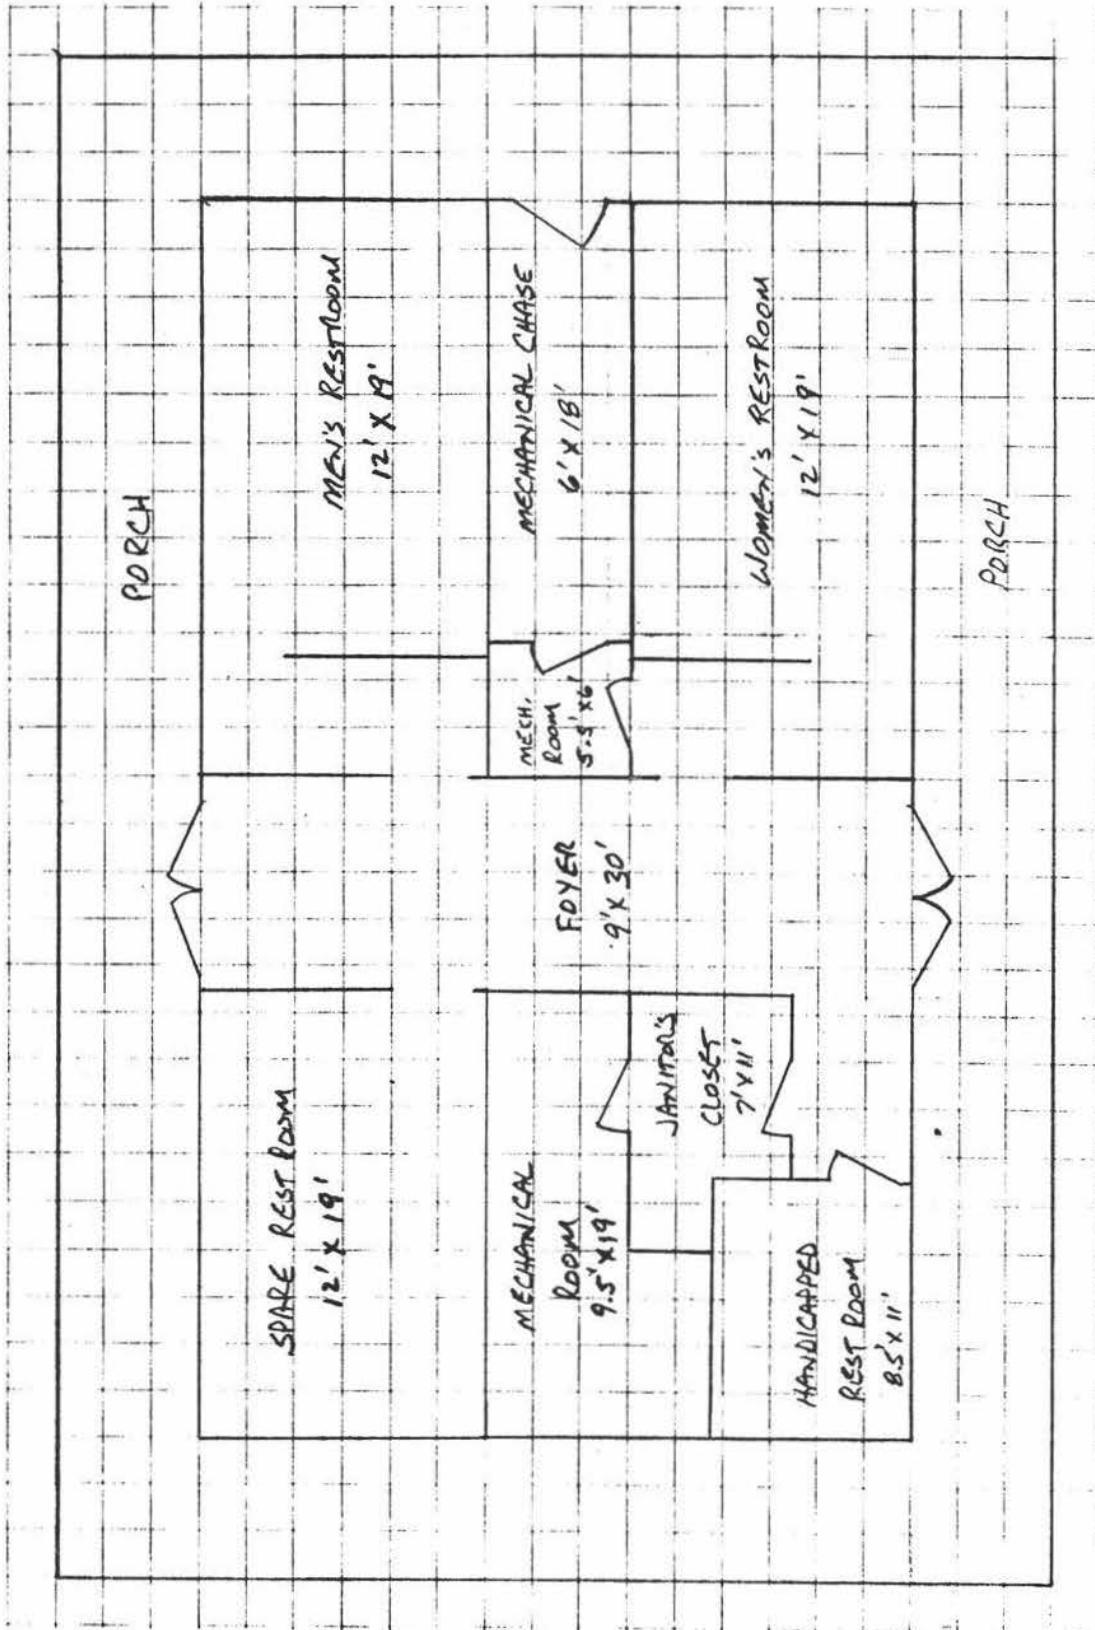 PORCH
MEN'S RESTROOM
12' X 19'
MECHANICAL CHASE
6' X 18'
WOMEN'S RESTROOM
12' X 19'
PORCH
MECH.
ROOM
5.5' X 6'
FOYER
9' X 30'
SPARE REST ROOM
12' X 19'
MECHANICAL
ROOM
9.5' X 19'
JANITOR'S
CLOSET
7' X 11'
HANDICAPPED
REST ROOM
8.5' X 11'